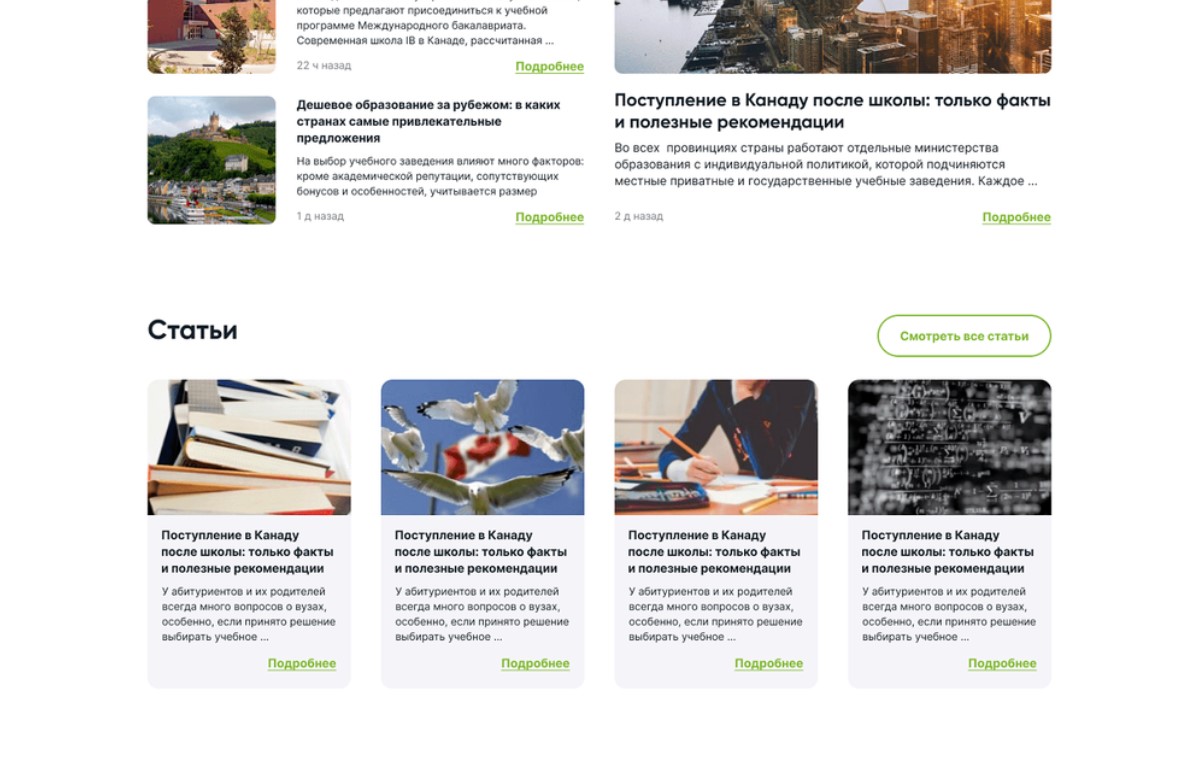 которые предлагают присоединиться к учебной
программе Международного бакалавриата.
Современная школа IB в Канаде, рассчитанная ...
22 ч назад
Подробнее
Дешевое образование за рубежом: в каких
странах самые привлекательные
предложения
На выбор учебного заведения влияют много факторов:
кроме академической репутации, сопутствующих
бонусов и особенностей, учитывается размер
1 д назад
Подробнее
Поступление в Канаду после школы: только факты
и полезные рекомендации
Во всех провинциях страны работают отдельные министерства
образования с индивидуальной политикой, которой подчиняются
местные приватные и государственные учебные заведения. Каждое ...
2 д назад
Подробнее
Статьи
Смотреть все статьи
Поступление в Канаду
после школы: только факты
и полезные рекомендации
У абитуриентов и их родителей
всегда много вопросов о вузах,
особенно, если принято решение
выбирать учебное ...
Подробнее
Поступление в Канаду
после школы: только факты
и полезные рекомендации
У абитуриентов и их родителей
всегда много вопросов о вузах,
особенно, если принято решение
выбирать учебное ...
Подробнее
Поступление в Канаду
после школы: только факты
и полезные рекомендации
У абитуриентов и их родителей
всегда много вопросов о вузах,
особенно, если принято решение
выбирать учебное ...
Подробнее
Поступление в Канаду
после школы: только факты
и полезные рекомендации
У абитуриентов и их родителей
всегда много вопросов о вузах,
особенно, если принято решение
выбирать учебное ...
Подробнее